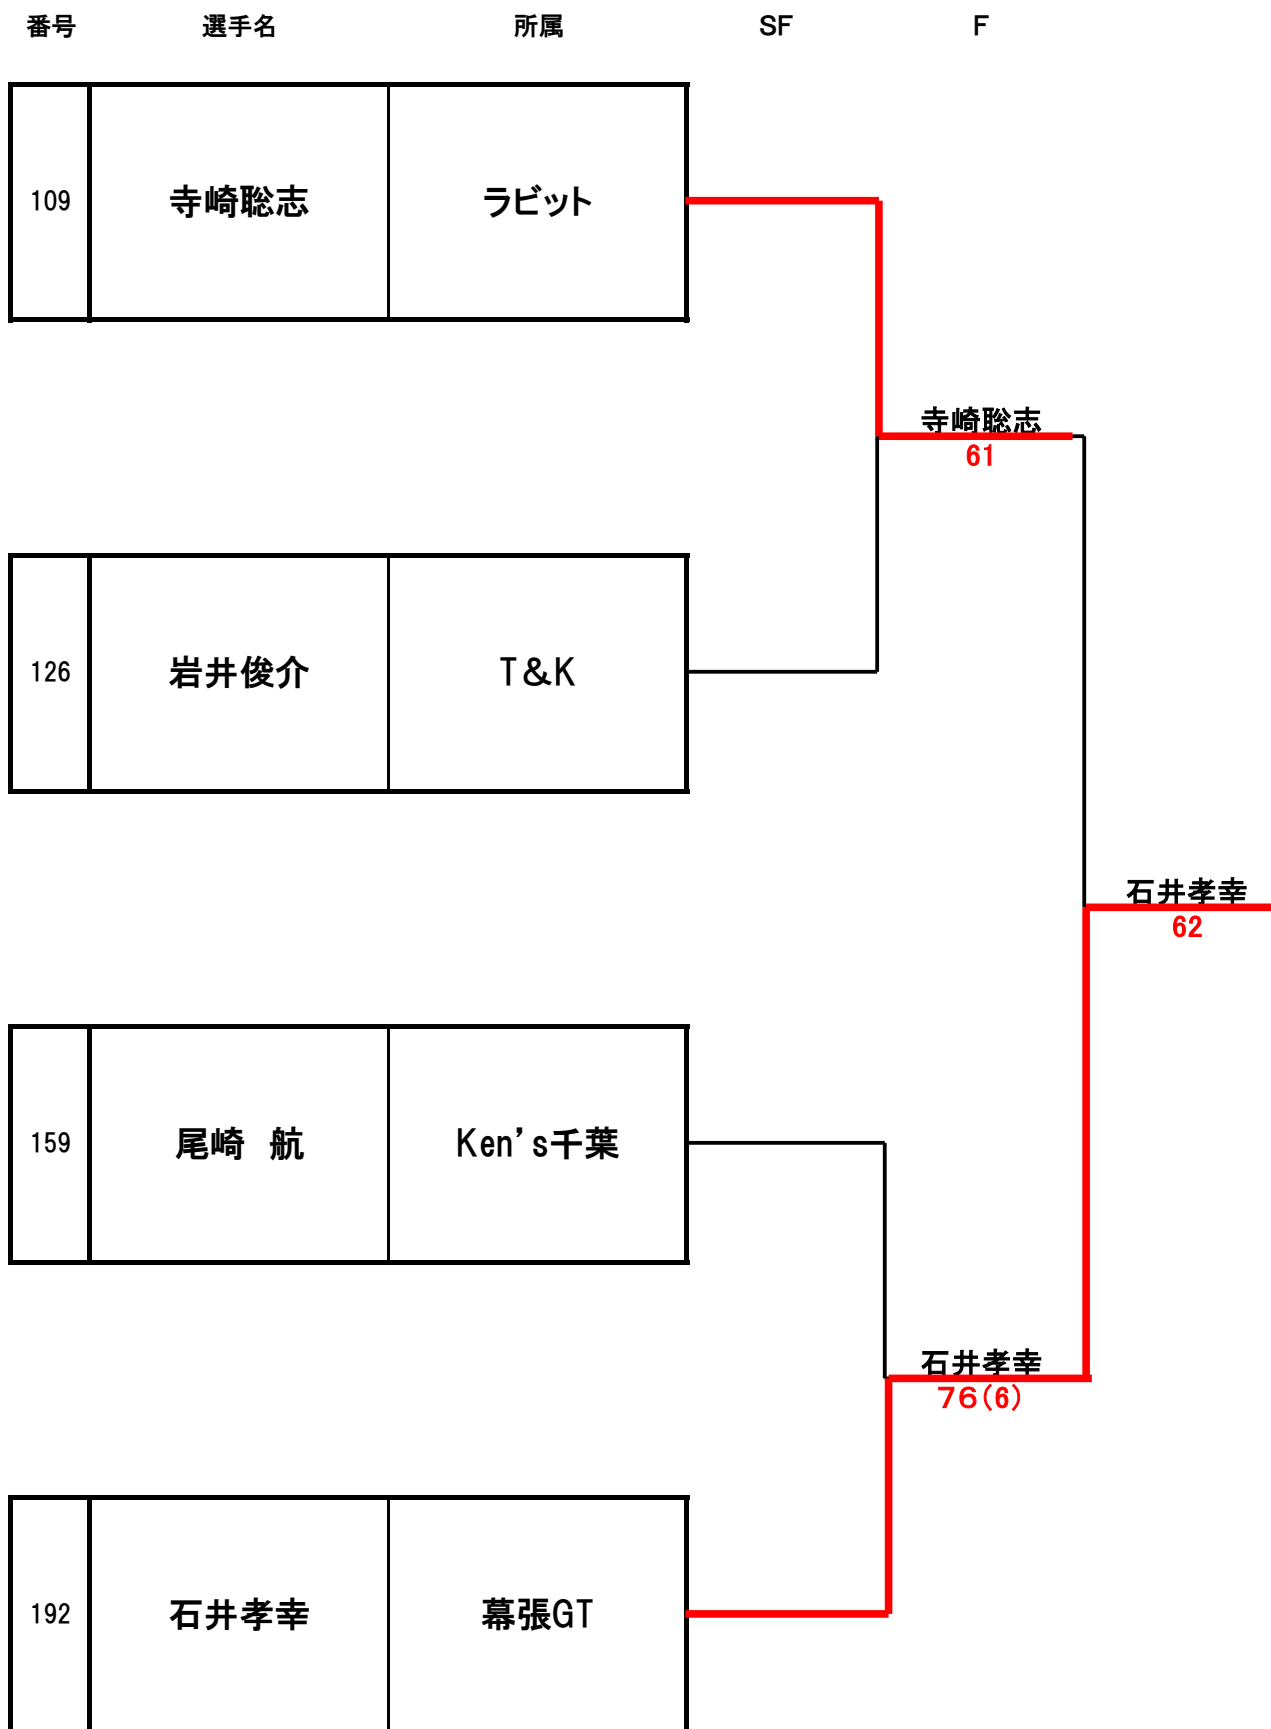 番号 選手名 所属 SF F
109 寺崎聡志 ラビット
寺崎聡志
61
126 岩井俊介 T&K
石井孝幸
62
159 尾崎　航 Ken's千葉
石井孝幸
76(6)
192 石井孝幸 幕張GT